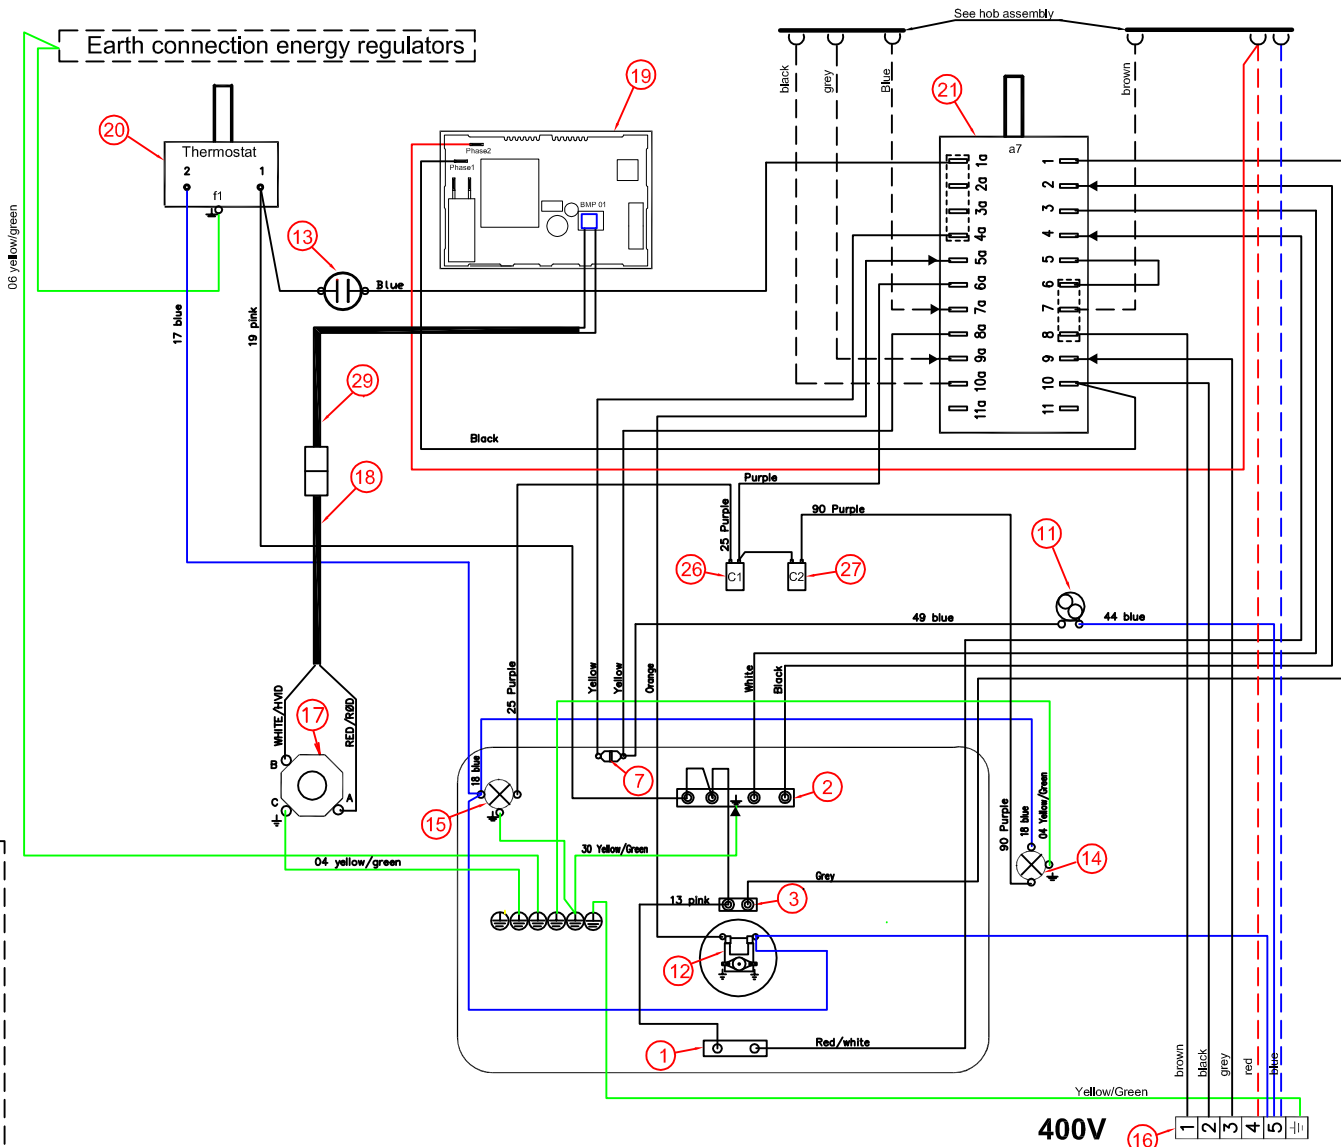 See hob assembly
Earth connection energy regulators
black
grey
Blue
brown
19
21
20
Thermostat
2
1
f1
Phase2
Phase1
BMP 01
a7
1a
2a
3a
4a
5a
6a
7a
8a
9a
10a
11a
1
2
3
4
5
6
7
8
9
10
11
06 yellow/green
13
Blue
17 blue
19 pink
29
Black
18
Purple
25 Purple
90 Purple
26
C1
C2
27
11
49 blue
44 blue
WHITE/HVID
RED/RØD
17
B
C
A
25 Purple
Yellow
Yellow
Orange
White
Black
18 blue
7
2
15
90 Purple
18 blue
04 Yellow/Green
14
04 yellow/green
30 Yellow/Green
Grey
13 pink
3
12
1
Red/white
brown
black
grey
red
blue
Yellow/Green
400V
16
1
2
3
4
5